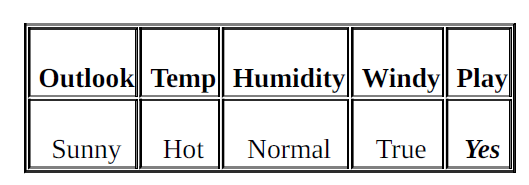 Outlook Temp Humidity Windy Play
Sunny Hot Normal True Yes